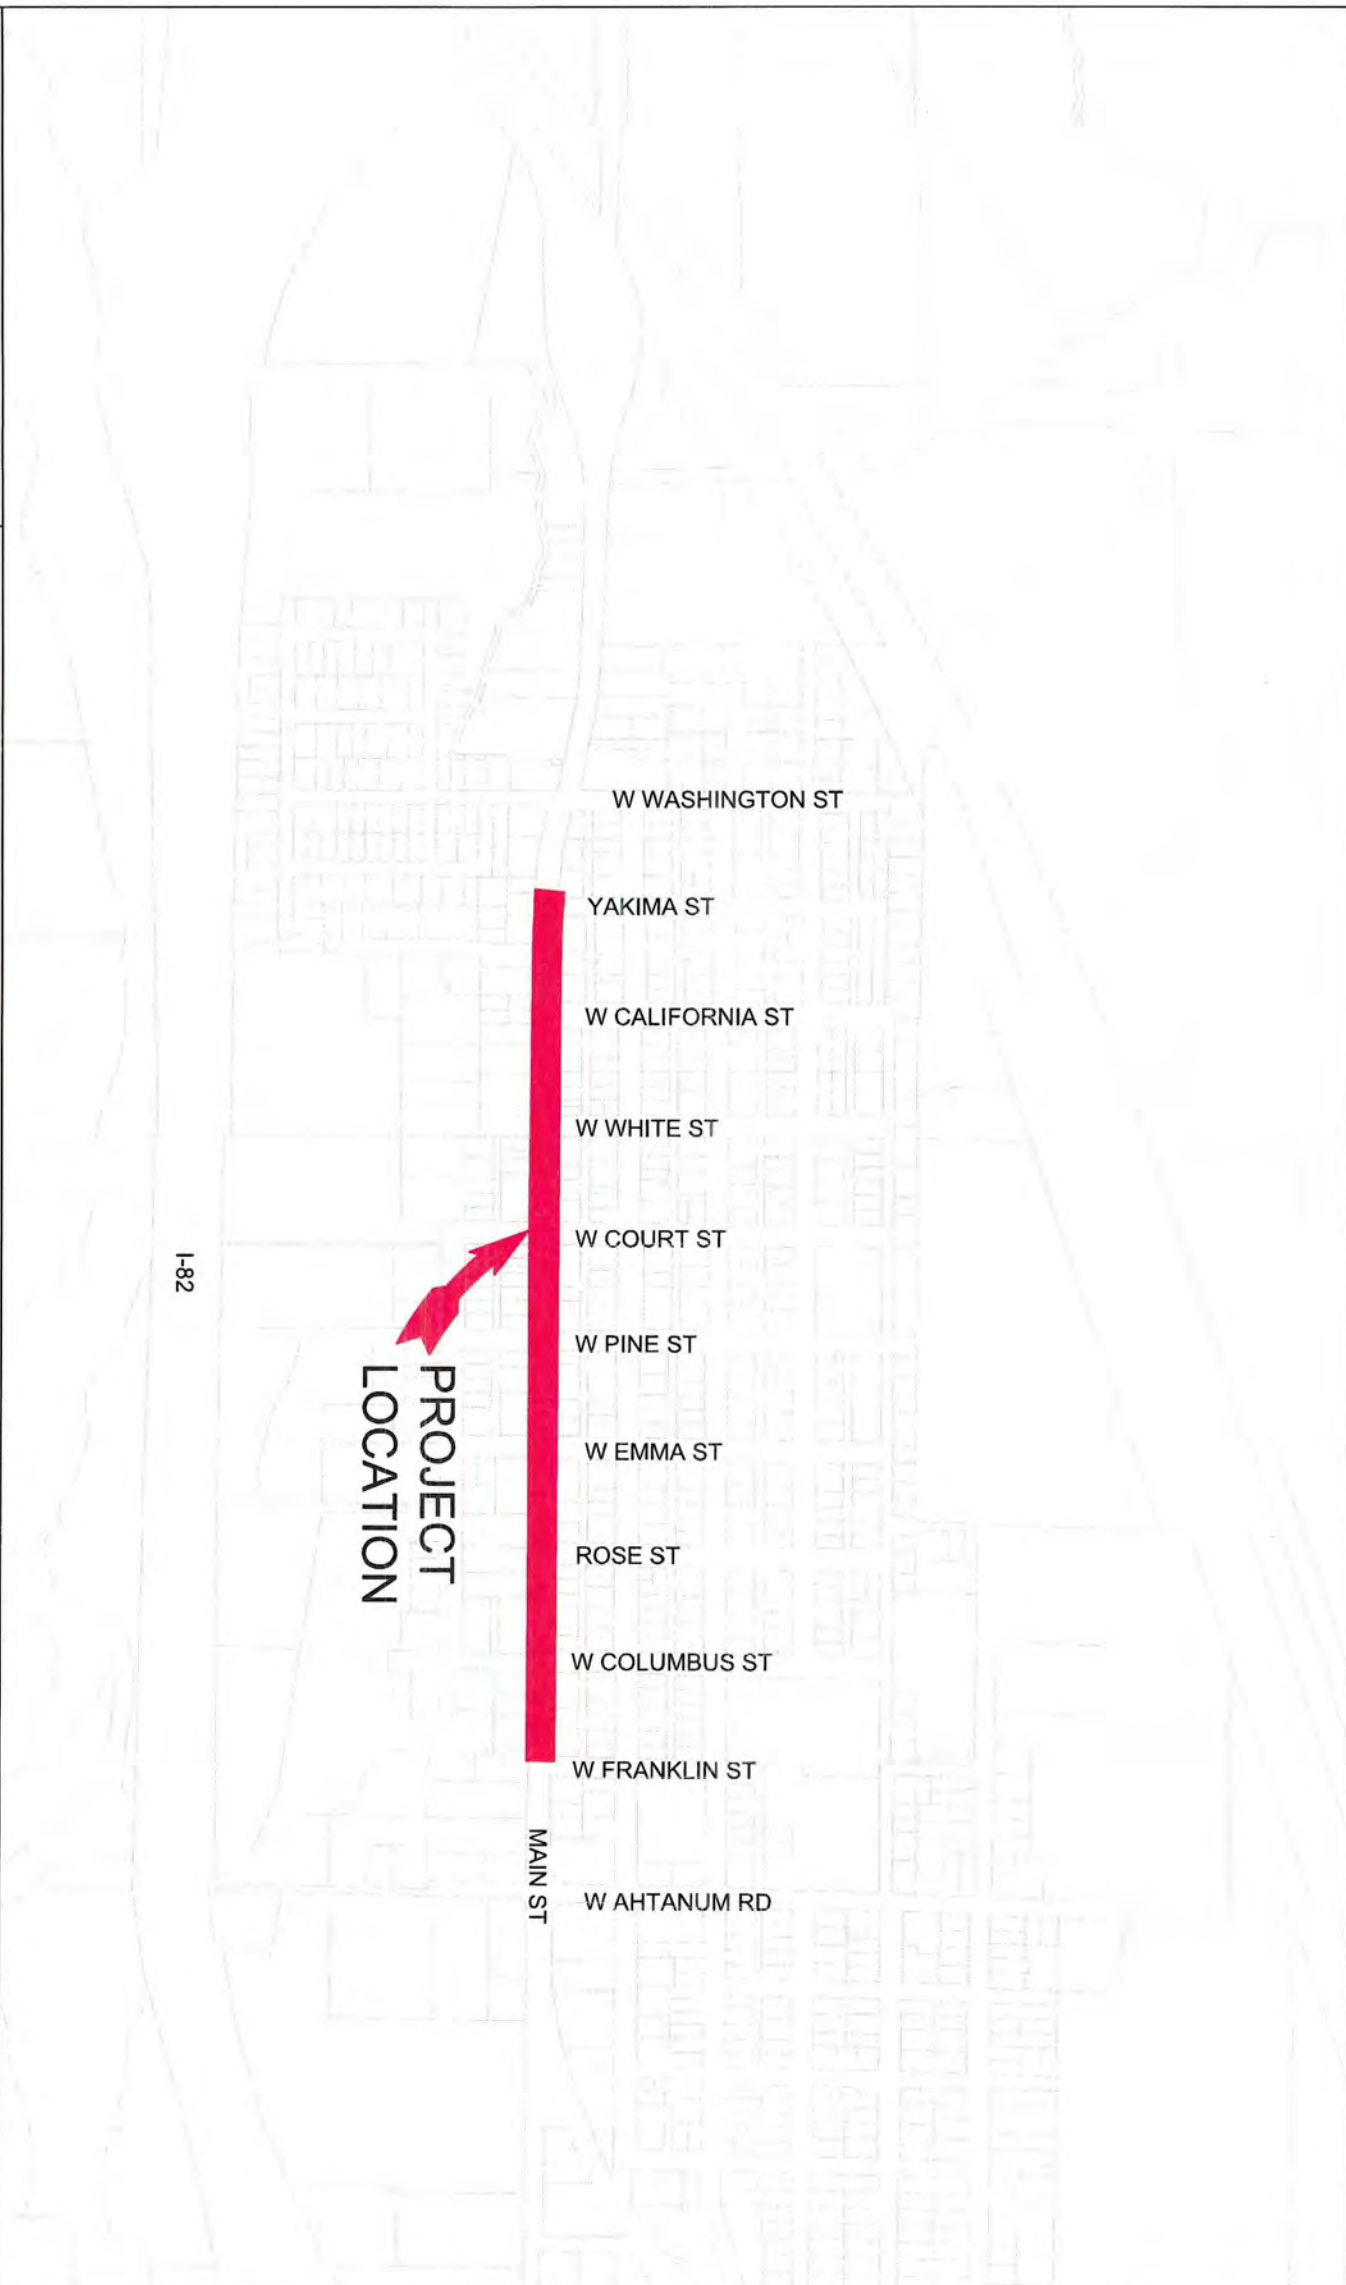 W WASHINGTON ST
YAKIMA ST
W CALIFORNIA ST
W WHITE ST
W COURT ST
I-82
W PINE ST
PROJECT
LOCATION
W EMMA ST
ROSE ST
W COLUMBUS ST
W FRANKLIN ST
MAIN ST
W AHTANUM RD